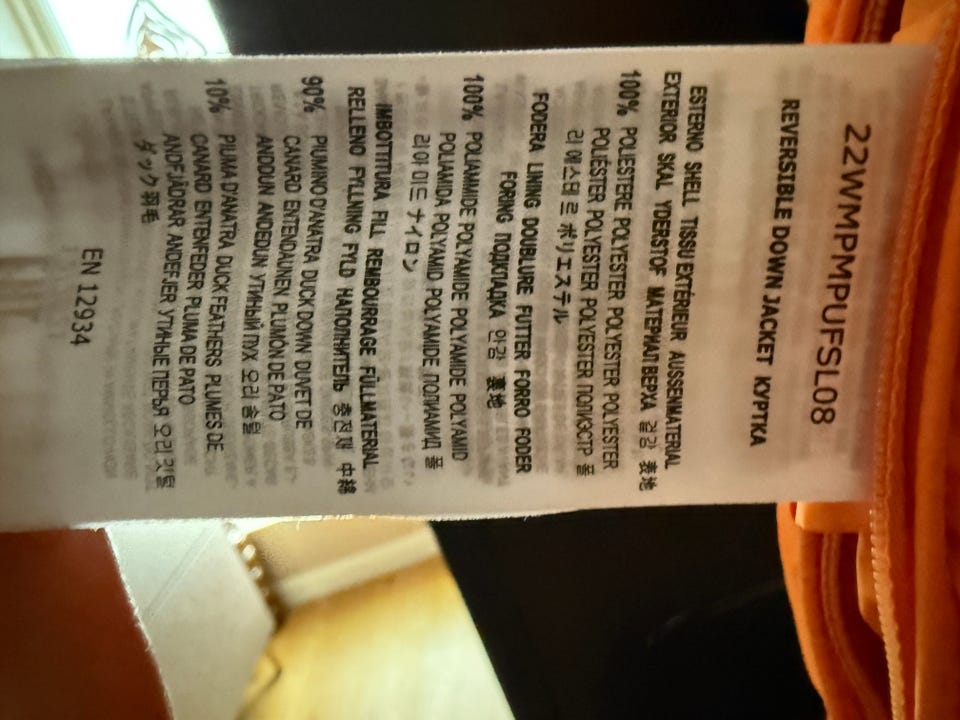 22WMPMPUFSL08
REVERSIBLE DOWN JACKET КУРТКА
ESTERNO SHELL TISSU EXTÉRIEUR AUSSENMATERIAL
EXTERIOR SKAL YDERSTOF МАТЕРИАЛ ВЕРХА 겉감 表地
100% POLIESTERE POLYESTER POLYESTER POLYESTER
POLIÉSTER POLYESTER POLYESTER ПОЛИЭСТР 폴
리에스테르 ポリエステル
FODERA LINING DOUBLURE FUTTER FORRO FODER
FORING ПОДКЛАДКА 안감 裏地
100% POLIAMMIDE POLYAMIDE POLYAMIDE POLYAMID
POLIAMIDA POLYAMID POLYAMIDE ПОЛИАМИД 폴
리아미드 ナイロン
IMBOTTITURA FILL REMBOURRAGE FÜLLMATERIAL
RELLENO FYLLNING FYLD НАПОЛНИТЕЛЬ 충전재 中綿
90% PIUMINO D'ANATRA DUCK DOWN DUVET DE
CANARD ENTENDAUNEN PLUMÓN DE PATO
ANDDUN ANDEDUN УТИНЫЙ ПУХ 오리 솜털
10% PIUMA D'ANATRA DUCK FEATHERS PLUMES DE
CANARD ENTENFEDER PLUMA DE PATO
ANDFJÄDRAR ANDEFJER УТИНЫЕ ПЕРЬЯ 오리 깃털
ダック羽毛
EN 12934